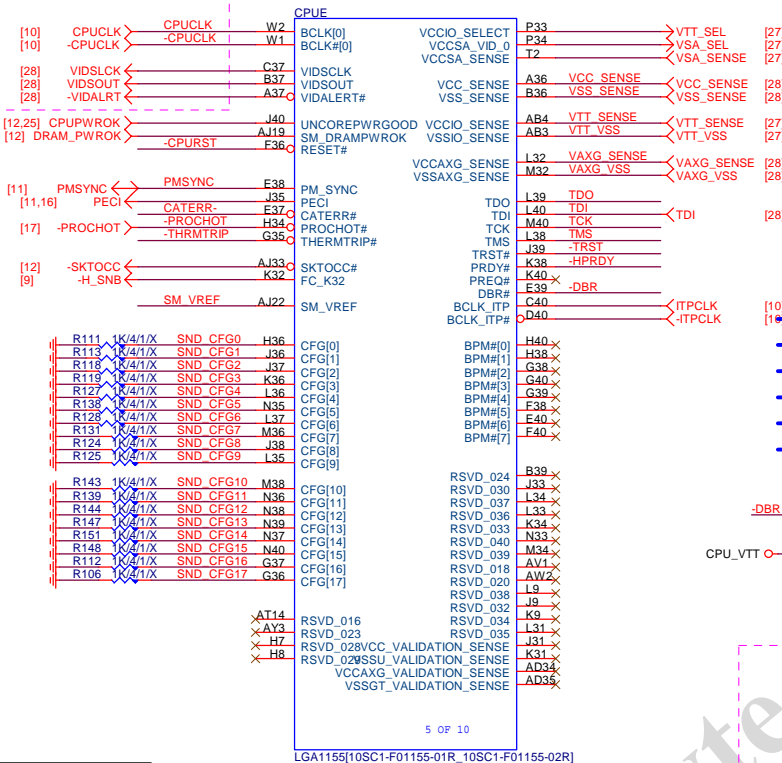 CPUE
[10] CPUCLK CPUCLK W2 BCLK[0] VCCIO_SELECT P33 VTT_SEL [27
[10] -CPUCLK -CPUCLK W1 BCLK#[0] VCCSA_VID_0 P34 VSA_SEL [27
VCCSA_SENSE T2 VSA_SENSE [27
[28] VIDSLCK C37 VIDSCLK
[28] VIDSOUT B37 VIDSOUT VCC_SENSE A36 VCC_SENSE VCC_SENSE [28
[28] -VIDALRT A37 VIDALERT# VSS_SENSE B36 VSS_SENSE VSS_SENSE [28
[12,25] CPUPWROK J40 UNCOREPWRGOOD VCCIO_SENSE AB4 VTT_SENSE VTT_SENSE [27
[12] DRAM_PWROK AJ19 SM_DRAMPWROK VSSIO_SENSE AB3 VTT_VSS VTT_VSS [27
-CPURST F36 RESET#
VCCAXG_SENSE L32 VAXG_SENSE VAXG_SENSE [28
VSSAXG_SENSE M32 VAXG_VSS VAXG_VSS [28
[11] PMSYNC PMSYNC E38 PM_SYNC
[11,16] PECI J35 PECI TDO L39 TDO
CATERR- E37 CATERR# TDI L40 TDI TDI [28
[17] -PROCHOT -PROCHOT H34 PROCHOT# TCK M40 TCK
-THRMTRIP G35 THERMTRIP# TMS L38 TMS
TRST# J39 -TRST
[12] -SKTOCC AJ33 SKTOCC# PRDY# K38 -HPRDY
[9] -H_SNB K32 FC_K32 PREQ# K40
DBR# E39 -DBR
SM_VREF AJ22 SM_VREF BCLK_ITP C40 ITPCLK [10
BCLK_ITP# D40 -ITPCLK
R111 1K/4/1/X SND_CFG0 H36 CFG[0] BPM#[0] H40
R113 1K/4/1/X SND_CFG1 J36 CFG[1] BPM#[1] H38
R118 1K/4/1/X SND_CFG2 J37 CFG[2] BPM#[2] G38
R119 1K/4/1/X SND_CFG3 K36 CFG[3] BPM#[3] G40
R127 1K/4/1/X SND_CFG4 L36 CFG[4] BPM#[4] G39
R138 1K/4/1/X SND_CFG5 N35 CFG[5] BPM#[5] F38
R128 1K/4/1/X SND_CFG6 L37 CFG[6] BPM#[6] E40
R131 1K/4/1/X SND_CFG7 M36 CFG[7] BPM#[7] F40
R124 1K/4/1/X SND_CFG8 J38 CFG[8]
R125 1K/4/1/X SND_CFG9 L35 CFG[9]
RSVD_024 B39
R143 1K/4/1/X SND_CFG10 M38 CFG[10] RSVD_030 J33
R139 1K/4/1/X SND_CFG11 N36 CFG[11] RSVD_037 L34
R144 1K/4/1/X SND_CFG12 N38 CFG[12] RSVD_036 L33
-DBR
R147 1K/4/1/X SND_CFG13 N39 CFG[13] RSVD_033 K34
R151 1K/4/1/X SND_CFG14 N37 CFG[14] RSVD_040 N33
R148 1K/4/1/X SND_CFG15 N40 CFG[15] RSVD_039 M34
CPU_VTT
R112 1K/4/1/X SND_CFG16 G37 CFG[16] RSVD_018 AV1
R106 1K/4/1/X SND_CFG17 G36 CFG[17] RSVD_020 AW2
RSVD_038 L9
RSVD_032 J9
AT14 RSVD_016 RSVD_034 K9
AY3 RSVD_023 RSVD_035 L31
H7 RSVD_028 VCC_VALIDATION_SENSE J31
H8 RSVD_029 VSSU_VALIDATION_SENSE K31
VCCAXG_VALIDATION_SENSE AD34
VSSGT_VALIDATION_SENSE AD35
5 OF 10
LGA1155[10SC1-F01155-01R_10SC1-F01155-02R]